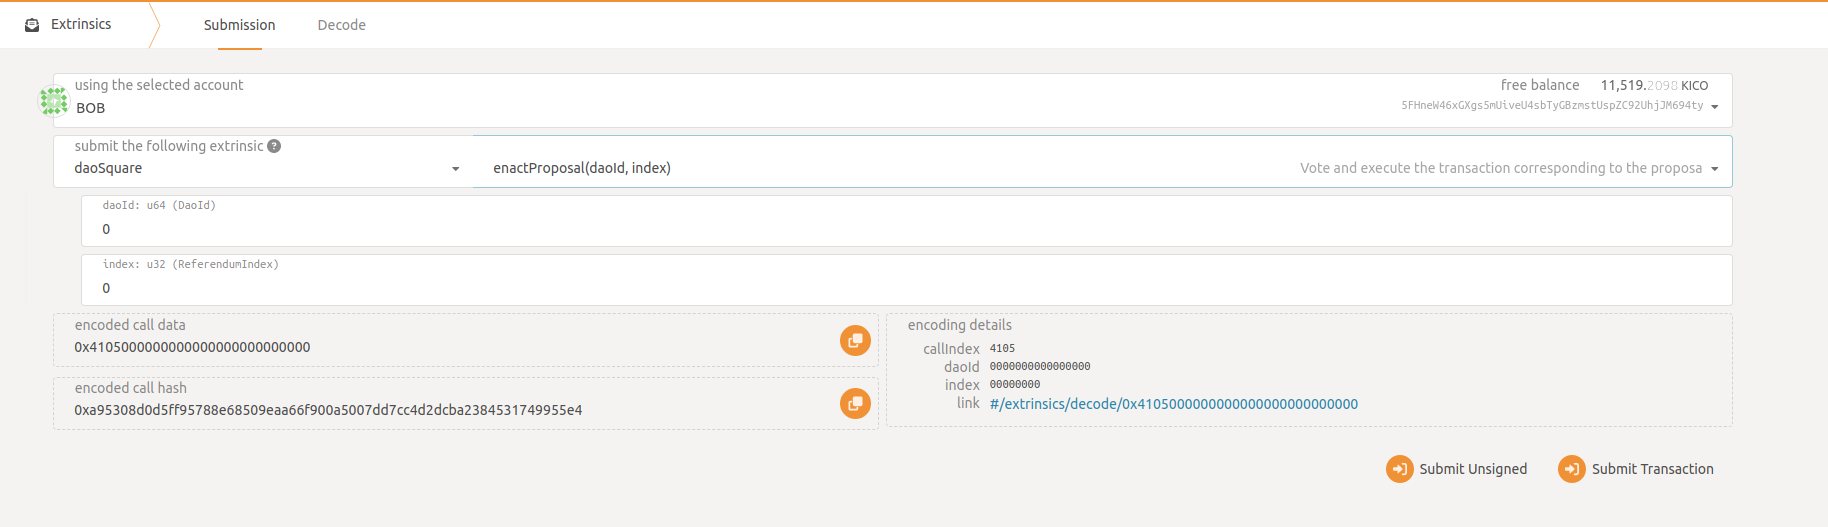 Extrinsics
Submission
Decode
using the selected account
BOB
free balance 11,519.2098 KICO
5FHneW46xGXgs5mUiveU4sbTyGBzmstUspZC92UhjJM694ty
submit the following extrinsic ?
daoSquare
enactProposal(daoId, index)
Vote and execute the transaction corresponding to the proposa
daoId: u64 (DaoId)
0
index: u32 (ReferendumIndex)
0
encoded call data
0x4105000000000000000000000000
encoded call hash
0xa95308d0d5ff95788e68509eaa66f900a5007dd7cc4d2dcba2384531749955e4
encoding details
callIndex 4105
daoId 0000000000000000
index 00000000
link #/extrinsics/decode/0x4105000000000000000000000000
Submit Unsigned
Submit Transaction